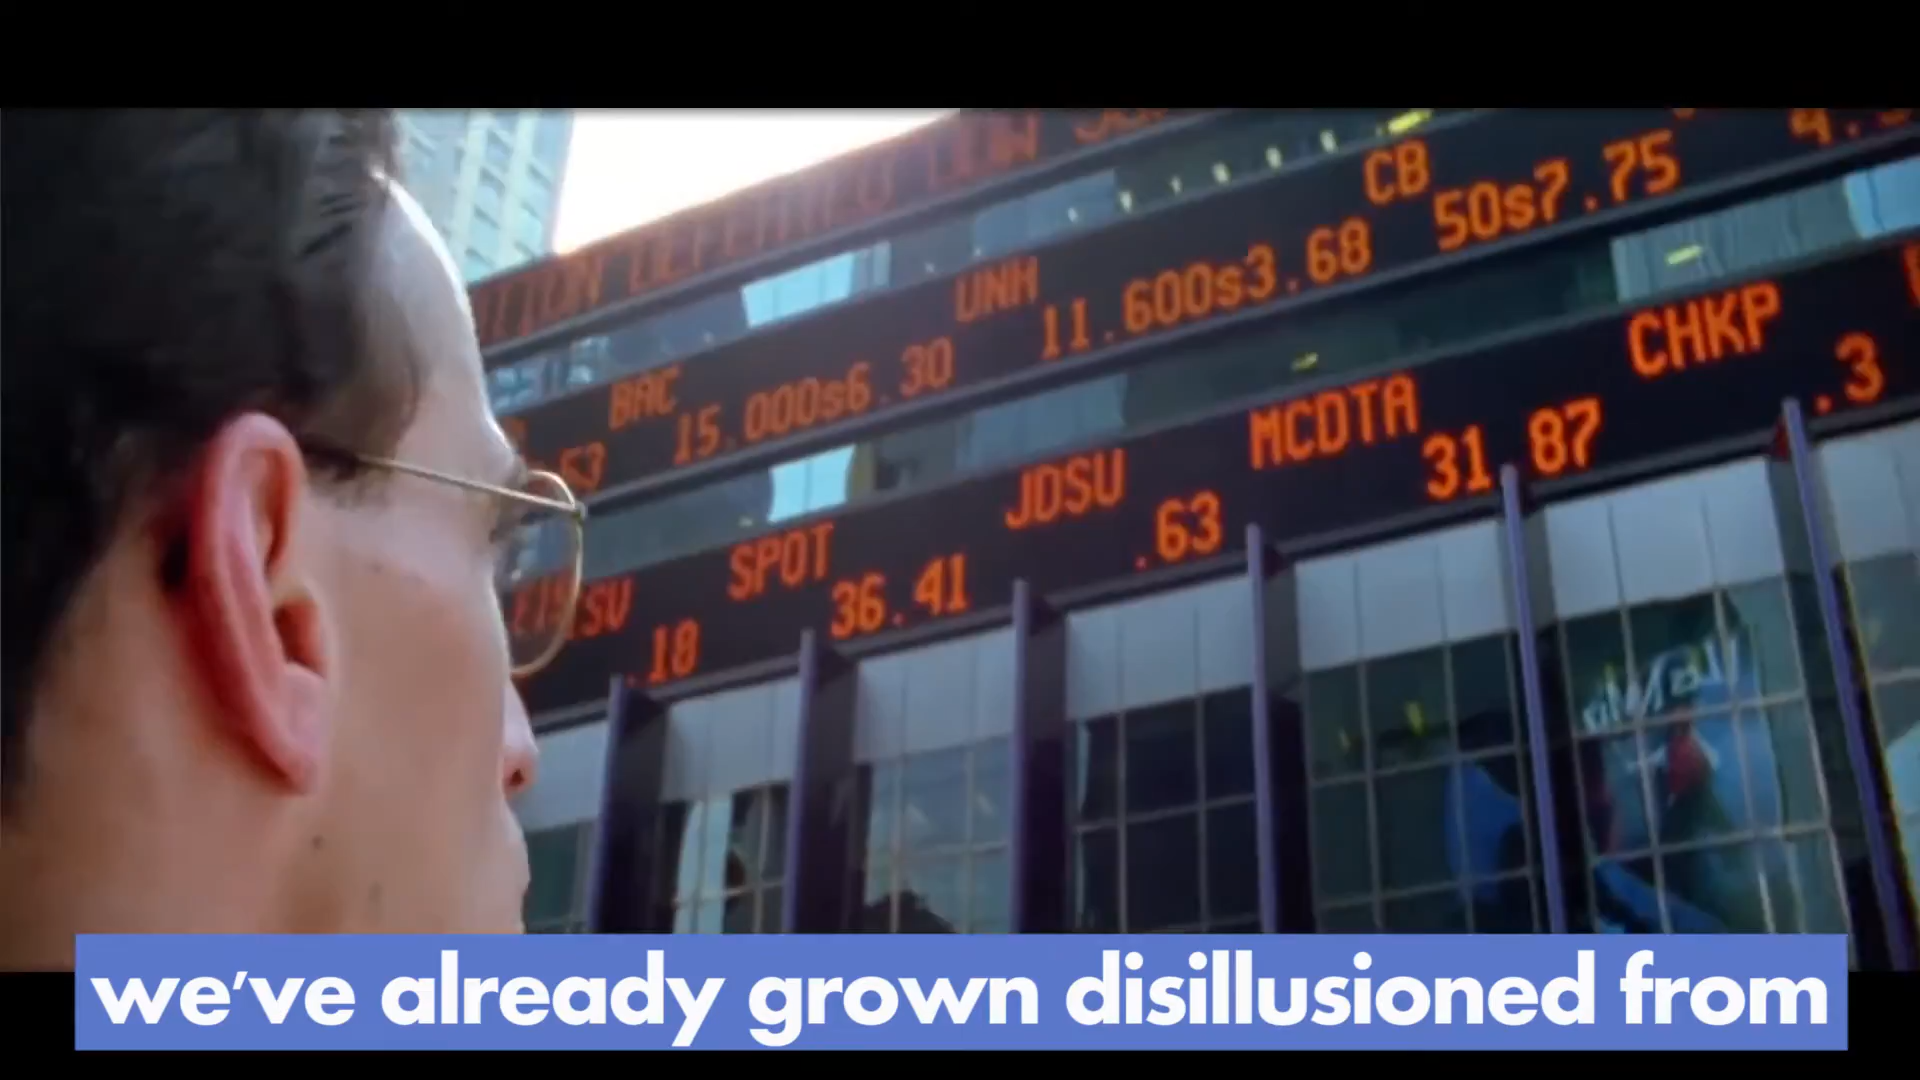 CB
50s7.75
UNH
11.600s3.68
BAC
15.000s6.30
CHKP
.3
MCDTA
31 87
JDSU
.63
SPOT
36.41
.18
we've already grown disillusioned from